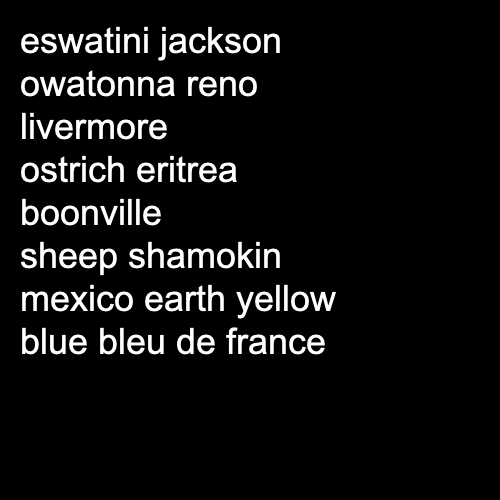 eswatini jackson
owatonna reno
livermore
ostrich eritrea
boonville
sheep shamokin
mexico earth yellow
blue bleu de france